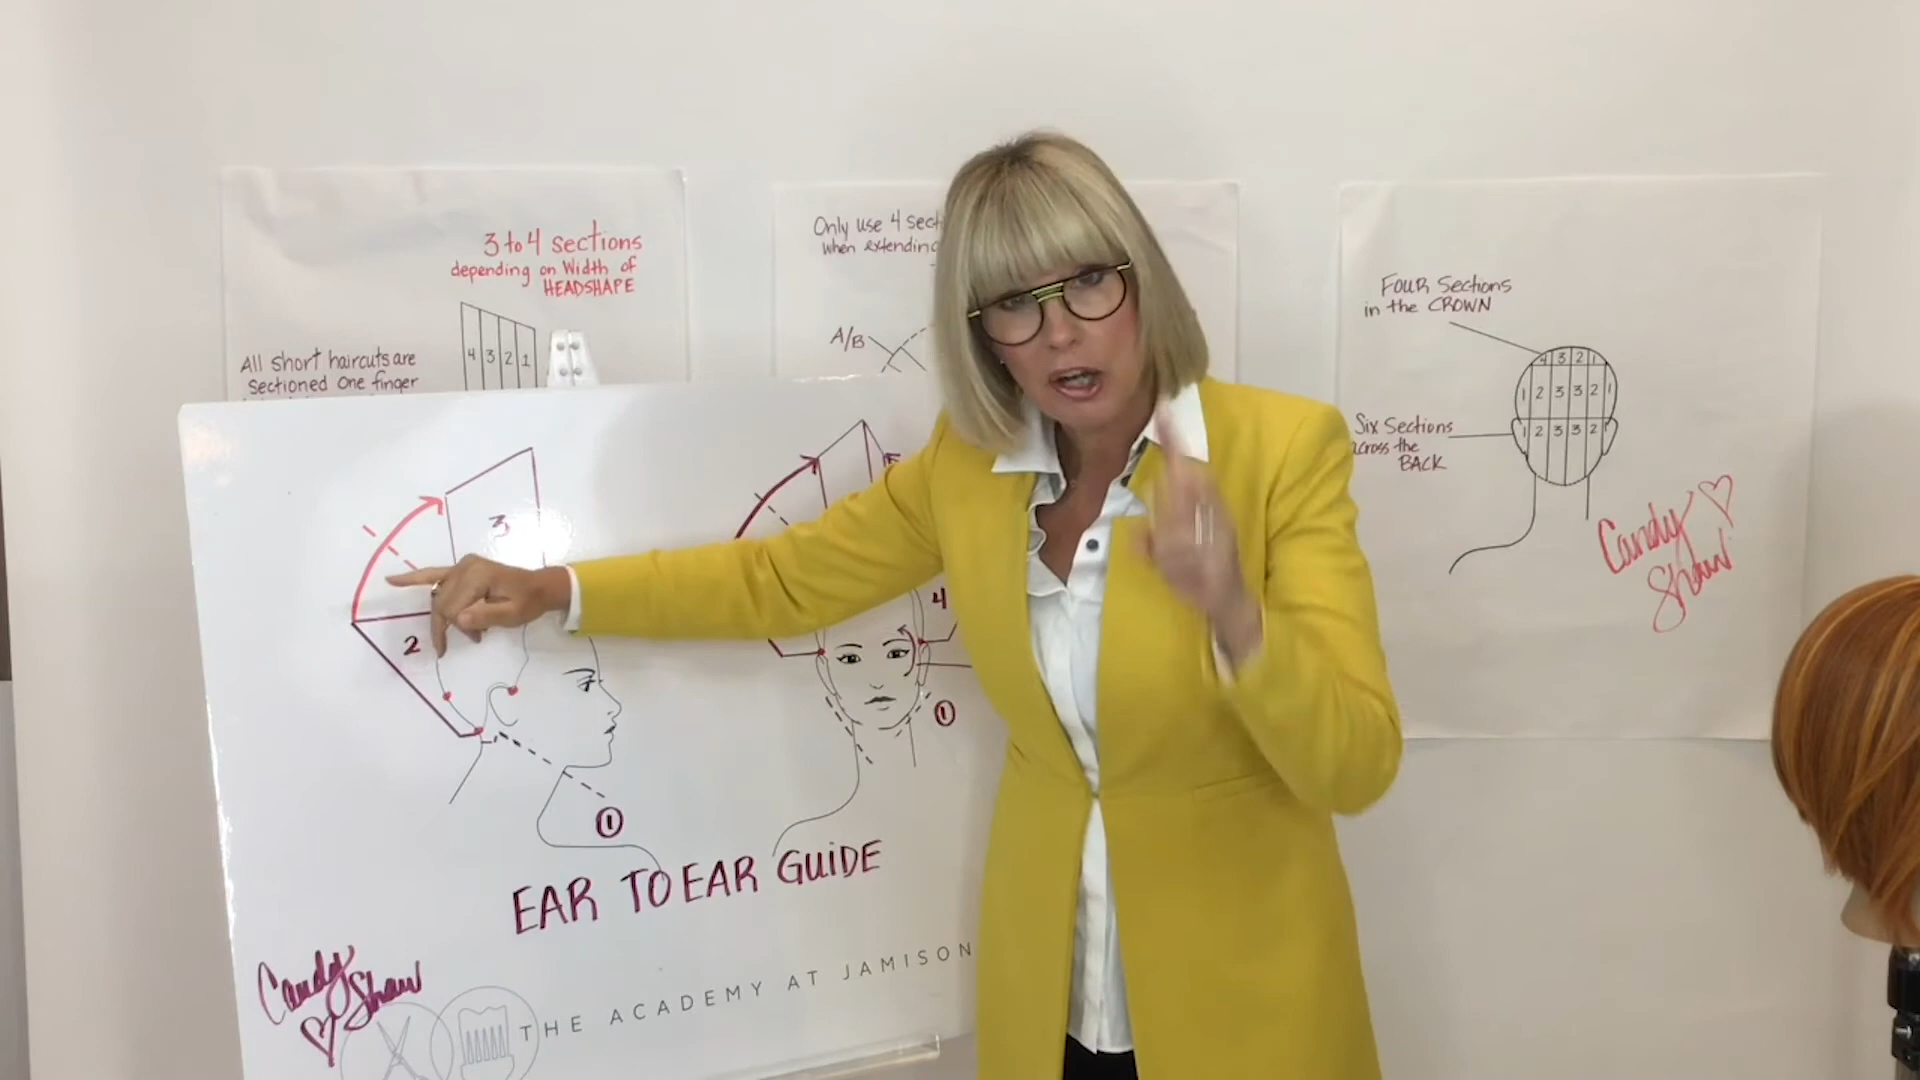 3 to 4 sections
depending on Width of
HEADSHAPE
4 3 2 1
All short haircuts are
Sectioned One finger
Only use 4 sect
when extending
A/B
FOUR Sections
in the CROWN
4 3 2 1
1 2 3 3 2 1
1 2 3 3 2 1
Six Sections
across the
BACK
Candy
Shaw
3
2
1
4
1
EAR TO EAR GUIDE
Candy
Shaw
THE ACADEMY AT JAMISON